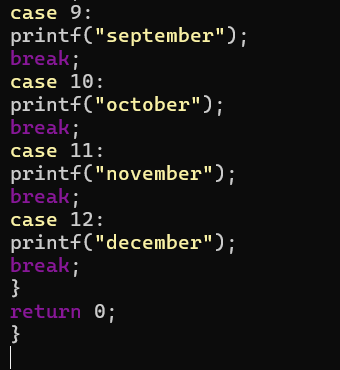 case 9:
printf("september");
break;
case 10:
printf("october");
break;
case 11:
printf("november");
break;
case 12:
printf("december");
break;
}
return 0;
}